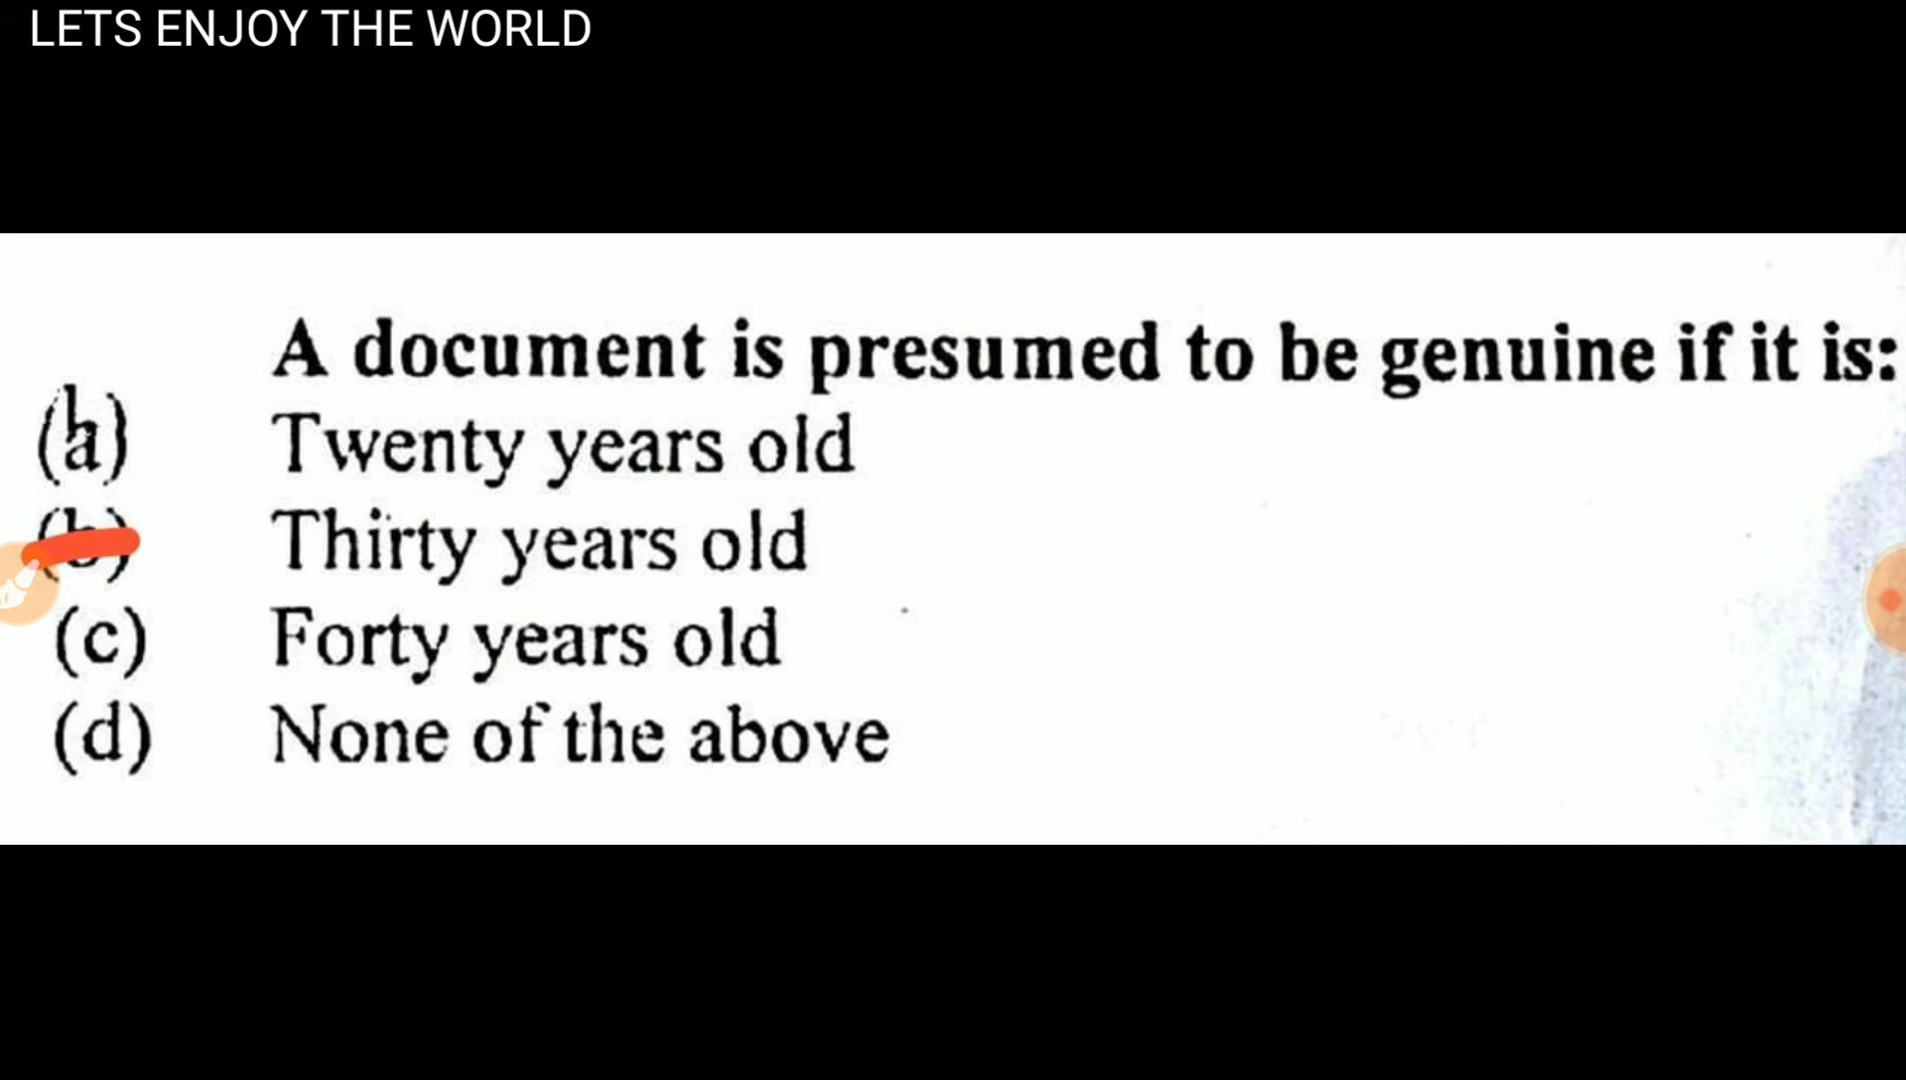 LETS ENJOY THE WORLD
A document is presumed to be genuine if it is:
(a) Twenty years old
(b) Thirty years old
(c) Forty years old
(d) None of the above